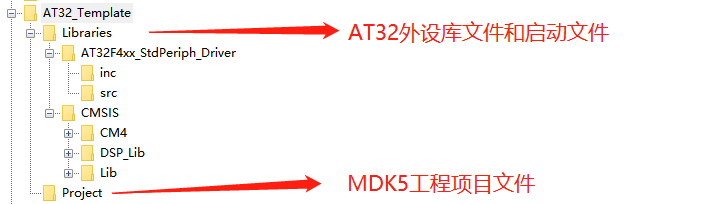 AT32_Template
Libraries
AT32外设库文件和启动文件
AT32F4xx_StdPeriph_Driver
inc
src
CMSIS
CM4
DSP_Lib
Lib
Project
MDK5工程项目文件